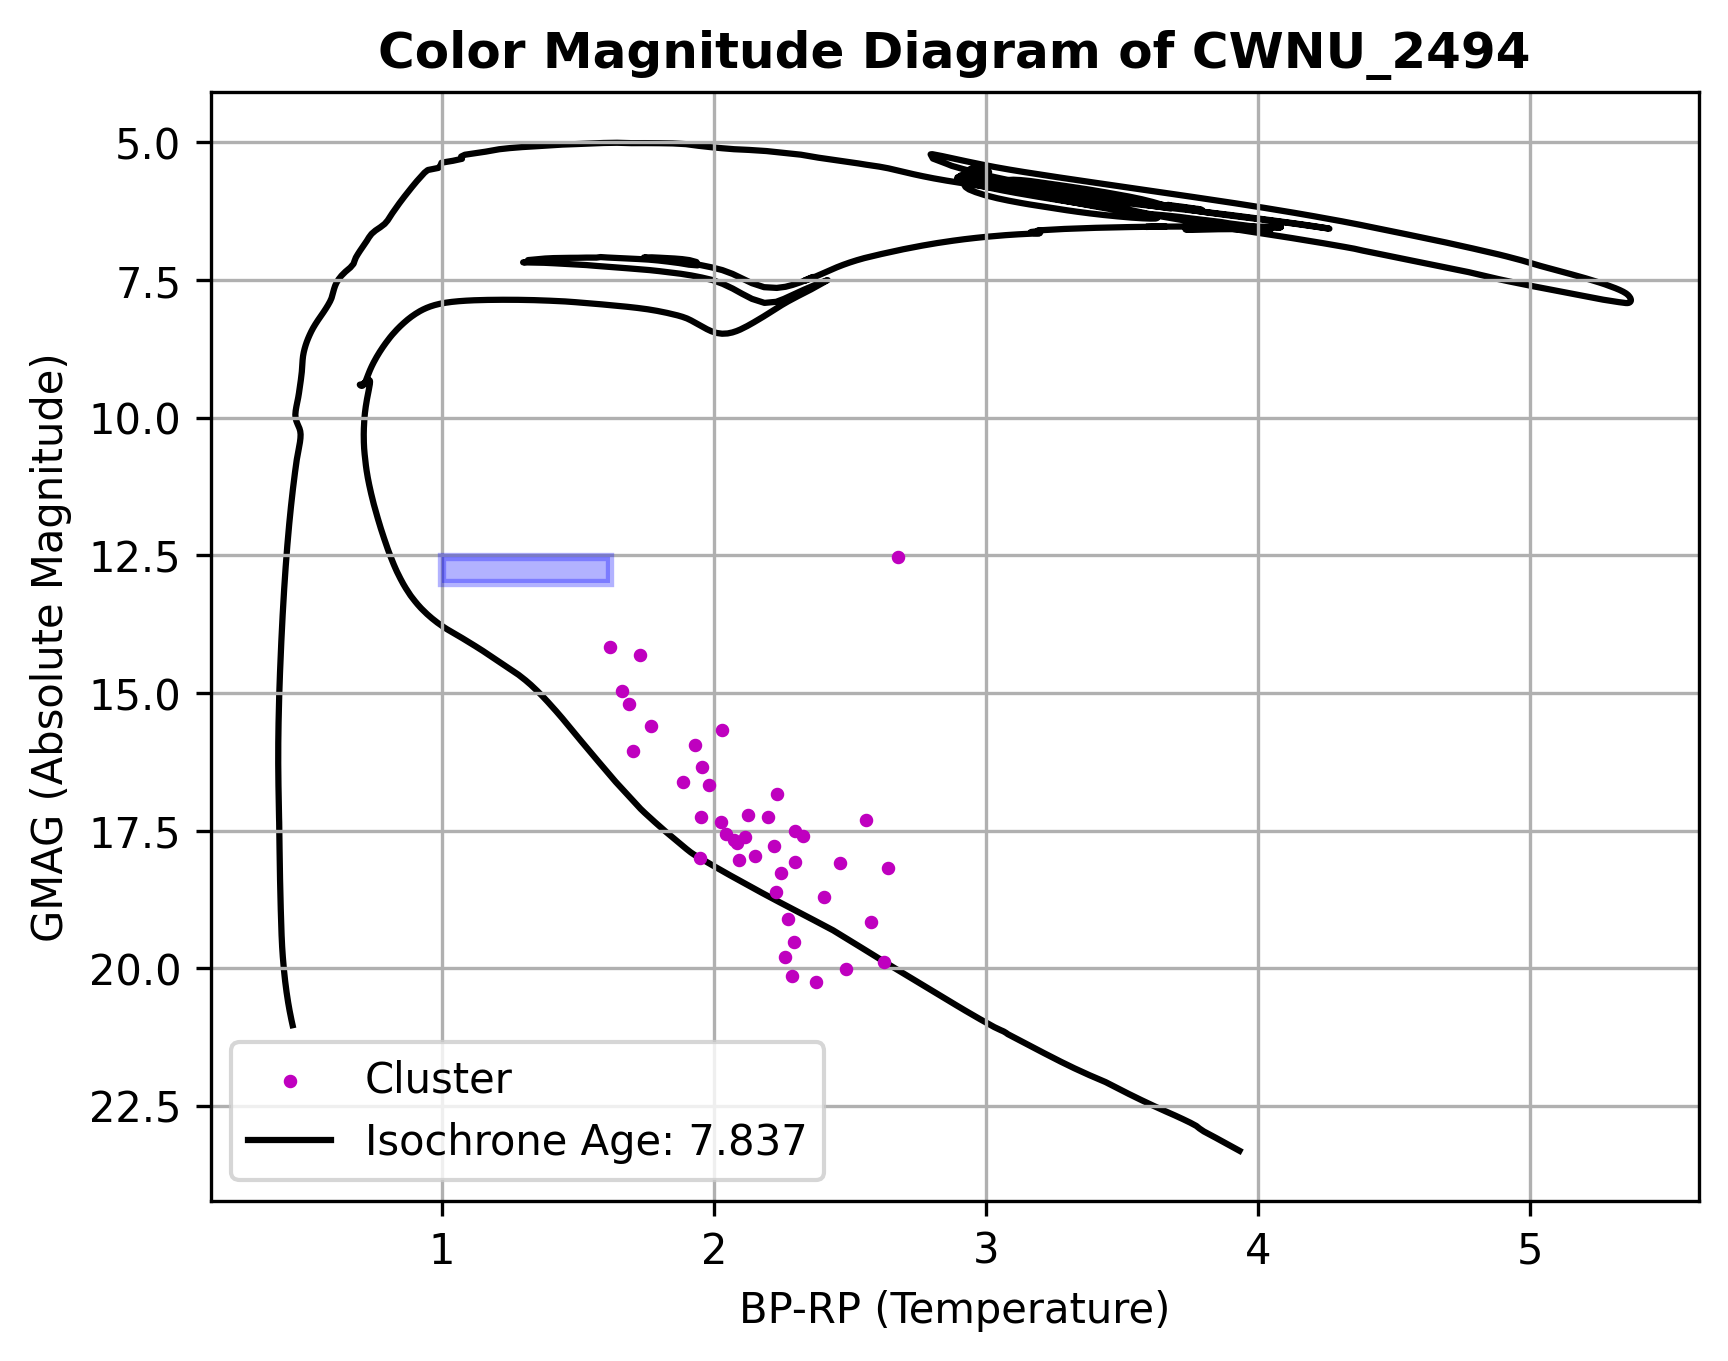 Color Magnitude Diagram of CWNU_2494
GMAG (Absolute Magnitude)
5.0
7.5
10.0
12.5
15.0
17.5
20.0
22.5
Cluster
Isochrone Age: 7.837
1 2 3 4 5
BP-RP (Temperature)